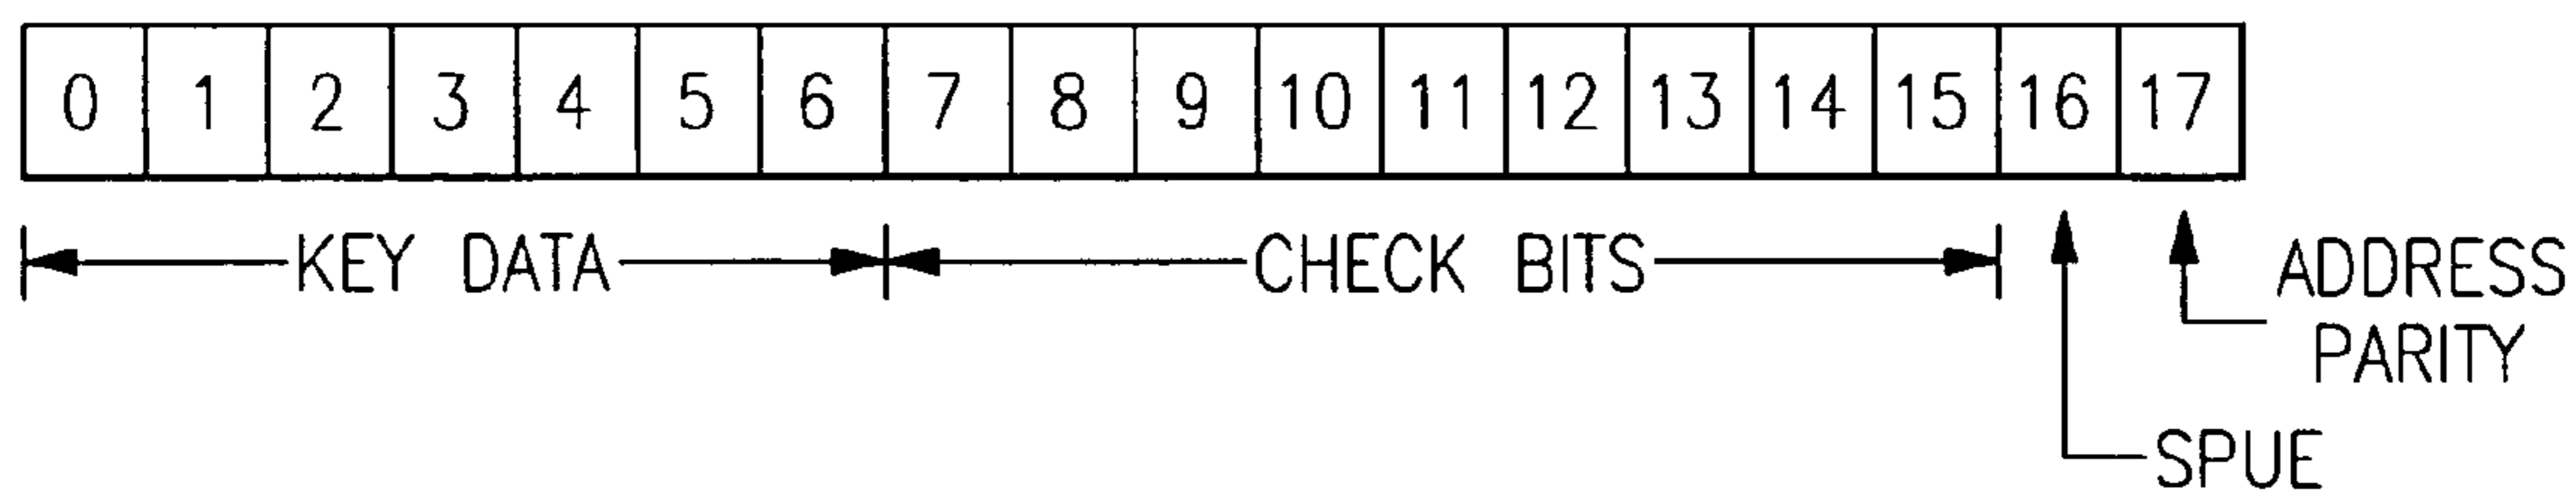 0 1 2 3 4 5 6 7 8 9 10 11 12 13 14 15 16 17
KEY DATA CHECK BITS ADDRESS
PARITY
SPUE